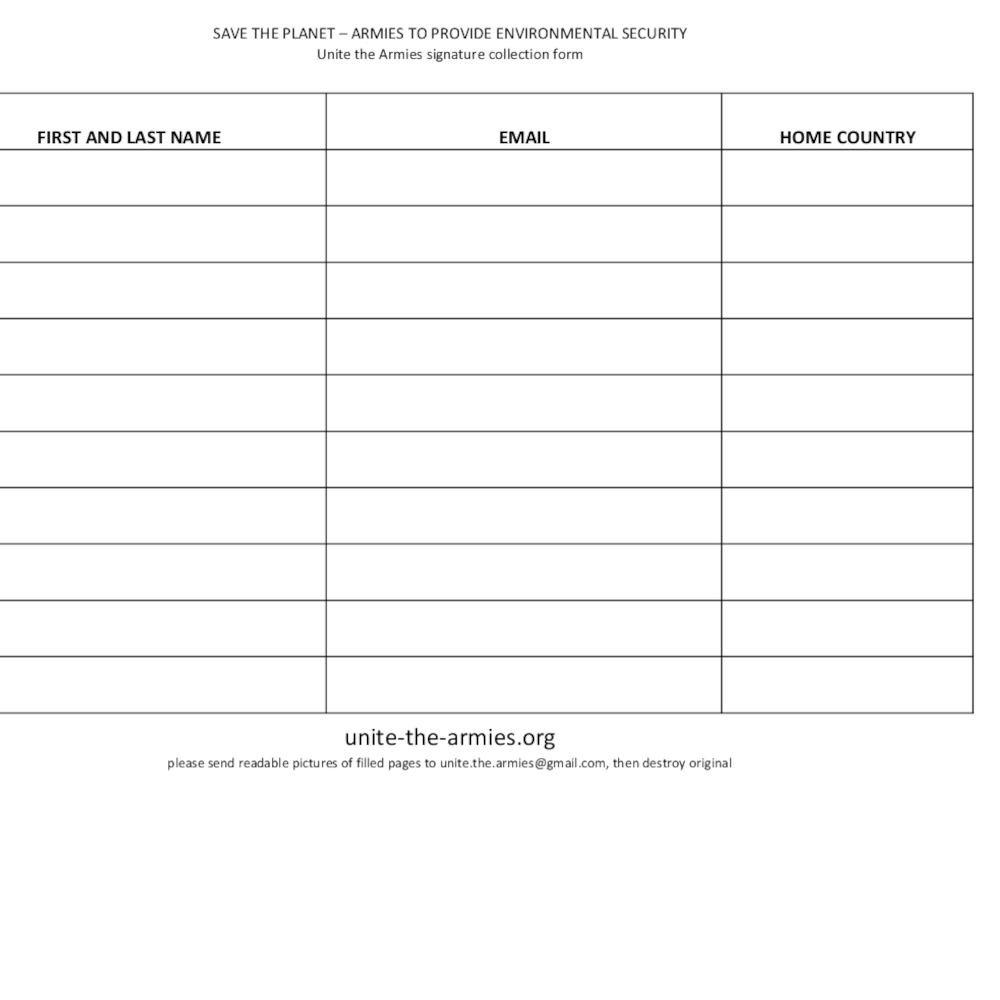 SAVE THE PLANET – ARMIES TO PROVIDE ENVIRONMENTAL SECURITY
Unite the Armies signature collection form
FIRST AND LAST NAME EMAIL HOME COUNTRY
unite-the-armies.org
please send readable pictures of filled pages to unite.the.armies@gmail.com, then destroy original